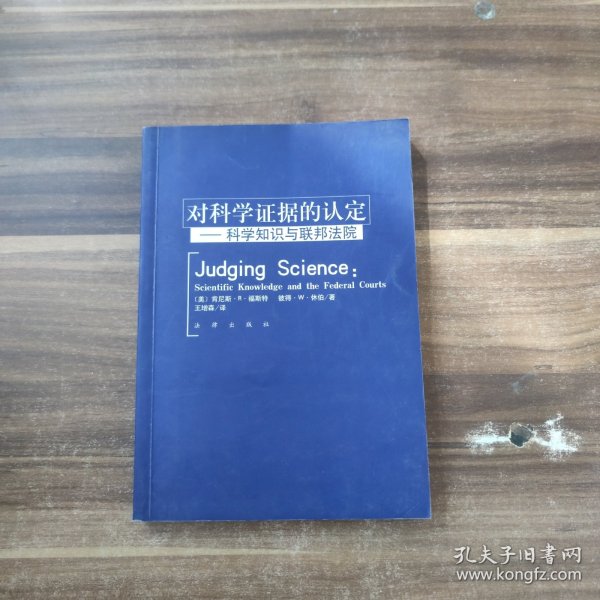 对科学证据的认定
——科学知识与联邦法院
Judging Science:
Scientific Knowledge and the Federal Courts
〔美〕肯尼斯·R·福斯特 彼得·W·休伯/著
王增森/译
法律出版社
孔夫子旧书网
www.kongfz.com